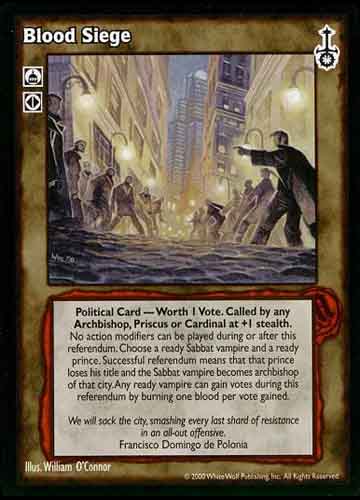 Blood Siege
Political Card — Worth 1 Vote. Called by any
Archbishop, Priscus or Cardinal at +1 stealth.
No action modifiers can be played during or after this
referendum. Choose a ready Sabbat vampire and a ready
prince. Successful referendum means that that prince
loses his title and the Sabbat vampire becomes archbishop
of that city. Any ready vampire can gain votes during this
referendum by burning one blood per vote gained.
We will sack the city, smashing every last shard of resistance
in an all-out offensive.
Francisco Domingo de Polonia
Illus. William O'Connor
© 2000 White Wolf Publishing, Inc. All Rights Reserved.